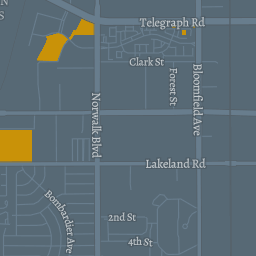 N
S
Telegraph Rd
Clark St
Forest St
Bloomfield Ave
Norwalk Blvd
Lakeland Rd
Bombardier Ave
2nd St
4th St